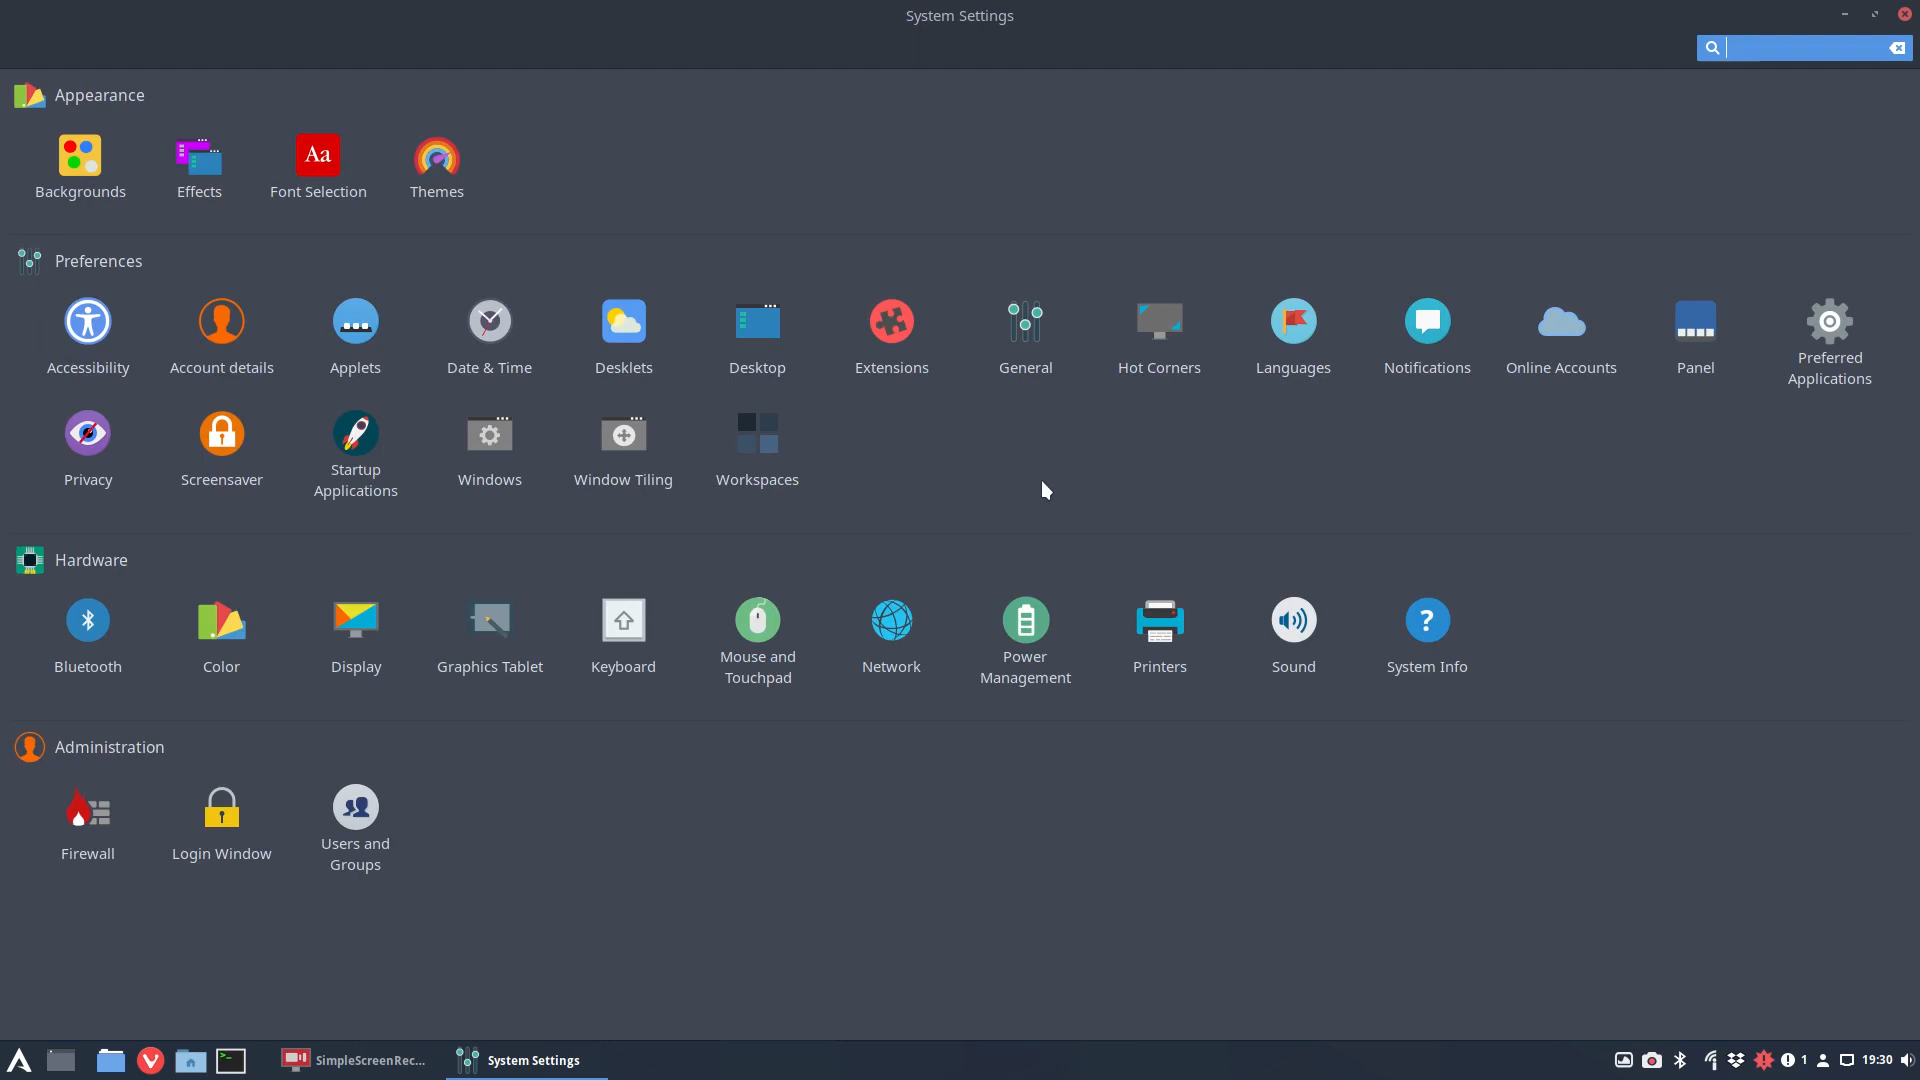 System Settings
Appearance
Backgrounds
Effects
Aa
Font Selection
Themes
Preferences
Accessibility
Account details
Applets
Date & Time
Desklets
Desktop
Extensions
General
Hot Corners
Languages
Notifications
Online Accounts
Panel
Preferred
Applications
Privacy
Screensaver
Startup
Applications
Windows
Window Tiling
Workspaces
Hardware
Bluetooth
Color
Display
Graphics Tablet
Keyboard
Mouse and
Touchpad
Network
Power
Management
Printers
Sound
?
System Info
Administration
Firewall
Login Window
Users and
Groups
SimpleScreenRec...
System Settings
1
19:30